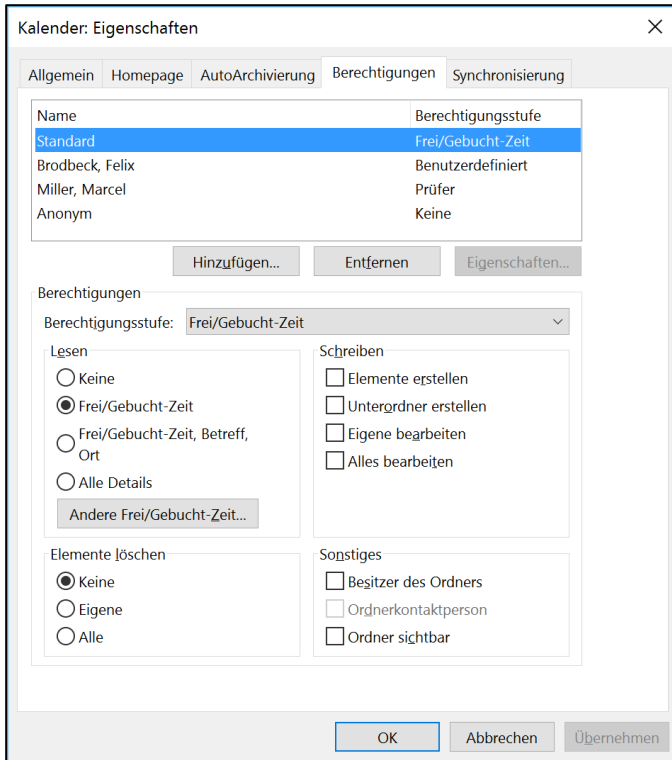 Kalender: Eigenschaften
Allgemein Homepage AutoArchivierung Berechtigungen Synchronisierung
Name Berechtigungsstufe
Standard Frei/Gebucht-Zeit
Brodbeck, Felix Benutzerdefiniert
Miller, Marcel Prüfer
Anonym Keine
Hinzufügen... Entfernen Eigenschaften...
Berechtigungen
Berechtigungsstufe: Frei/Gebucht-Zeit
Lesen
Keine
Frei/Gebucht-Zeit
Frei/Gebucht-Zeit, Betreff,
Ort
Alle Details
Andere Frei/Gebucht-Zeit...
Schreiben
Elemente erstellen
Unterordner erstellen
Eigene bearbeiten
Alles bearbeiten
Elemente löschen
Keine
Eigene
Alle
Sonstiges
Besitzer des Ordners
Ordnerkontaktperson
Ordner sichtbar
OK Abbrechen Übernehmen